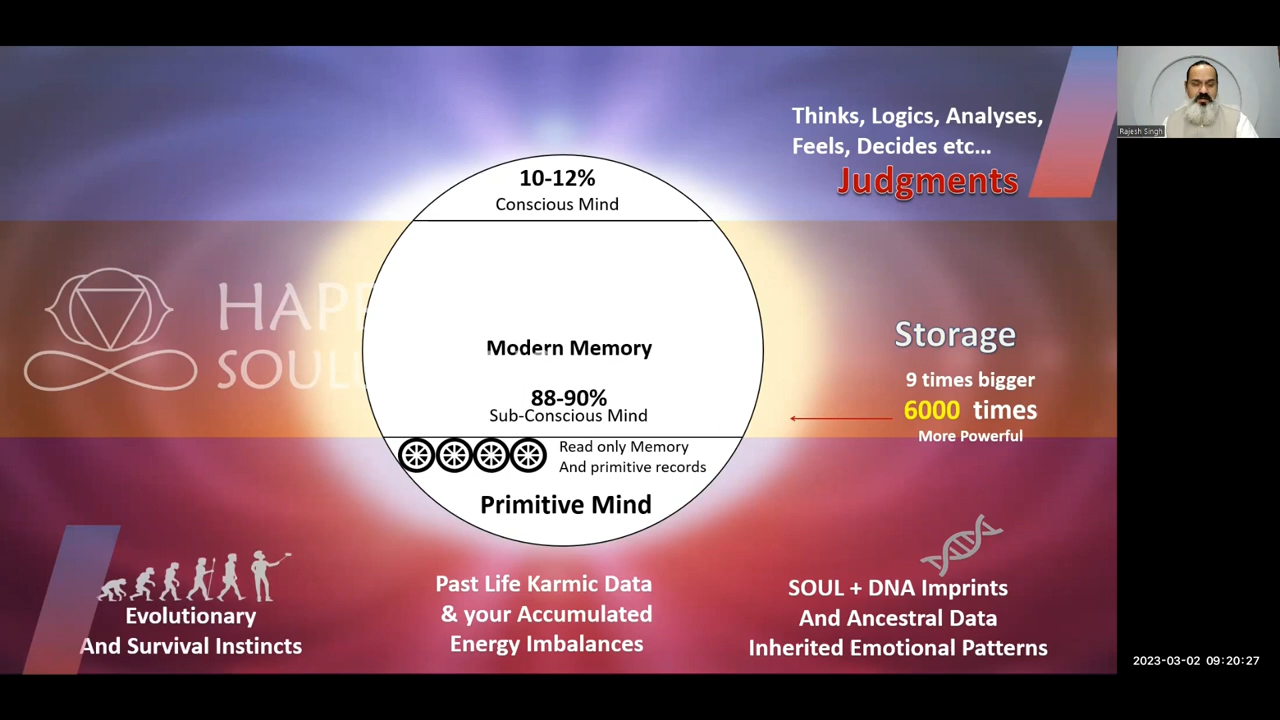 Thinks, Logics, Analyses,
Feels, Decides etc...
Judgments
Rajesh Singh
10-12%
Conscious Mind
HAPP
SOUL
Modern Memory
88-90%
Sub-Conscious Mind
Storage
9 times bigger
6000 times
More Powerful
Read only Memory
And primitive records
Primitive Mind
Evolutionary
And Survival Instincts
Past Life Karmic Data
& your Accumulated
Energy Imbalances
SOUL + DNA Imprints
And Ancestral Data
Inherited Emotional Patterns
2023-03-02 09:20:27